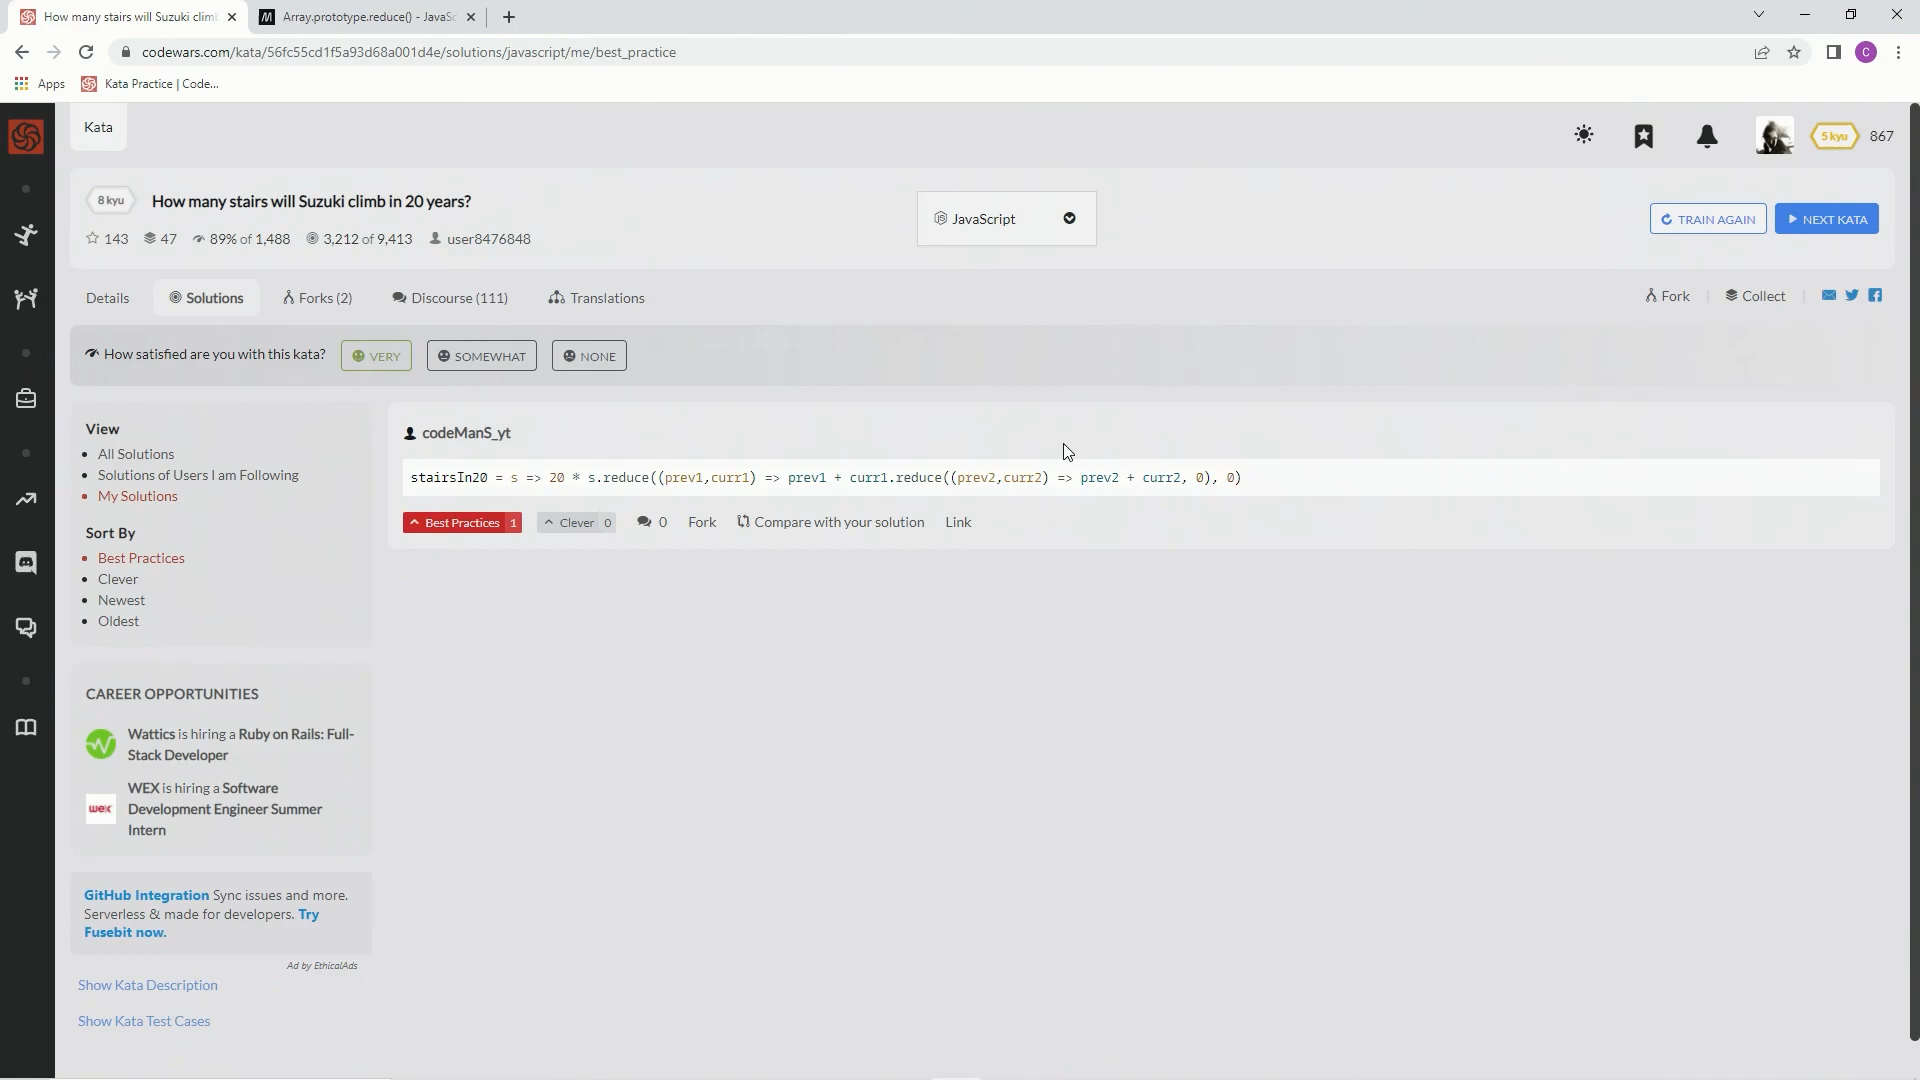 How many stairs will Suzuki climb
Array.prototype.reduce() - JavaSc
codewars.com/kata/56fc55cd1f5a93d68a001d4e/solutions/javascript/me/best_practice
C
Apps
Kata Practice | Code...
Kata
5 kyu
867
8 kyu
How many stairs will Suzuki climb in 20 years?
143
47
89% of 1,488
3,212 of 9,413
user8476848
JavaScript
TRAIN AGAIN
NEXT KATA
Details
Solutions
Forks (2)
Discourse (111)
Translations
Fork
Collect
How satisfied are you with this kata?
VERY
SOMEWHAT
NONE
View
All Solutions
Solutions of Users I am Following
My Solutions
Sort By
Best Practices
Clever
Newest
Oldest
codeManS_yt
stairsIn20 = s => 20 * s.reduce((prev1,curr1) => prev1 + curr1.reduce((prev2,curr2) => prev2 + curr2, 0), 0)
Best Practices 1
Clever 0
0
Fork
Compare with your solution
Link
CAREER OPPORTUNITIES
Wattics is hiring a Ruby on Rails: Full-
Stack Developer
wex
WEX is hiring a Software
Development Engineer Summer
Intern
GitHub Integration Sync issues and more.
Serverless & made for developers. Try
Fusebit now.
Ad by EthicalAds
Show Kata Description
Show Kata Test Cases